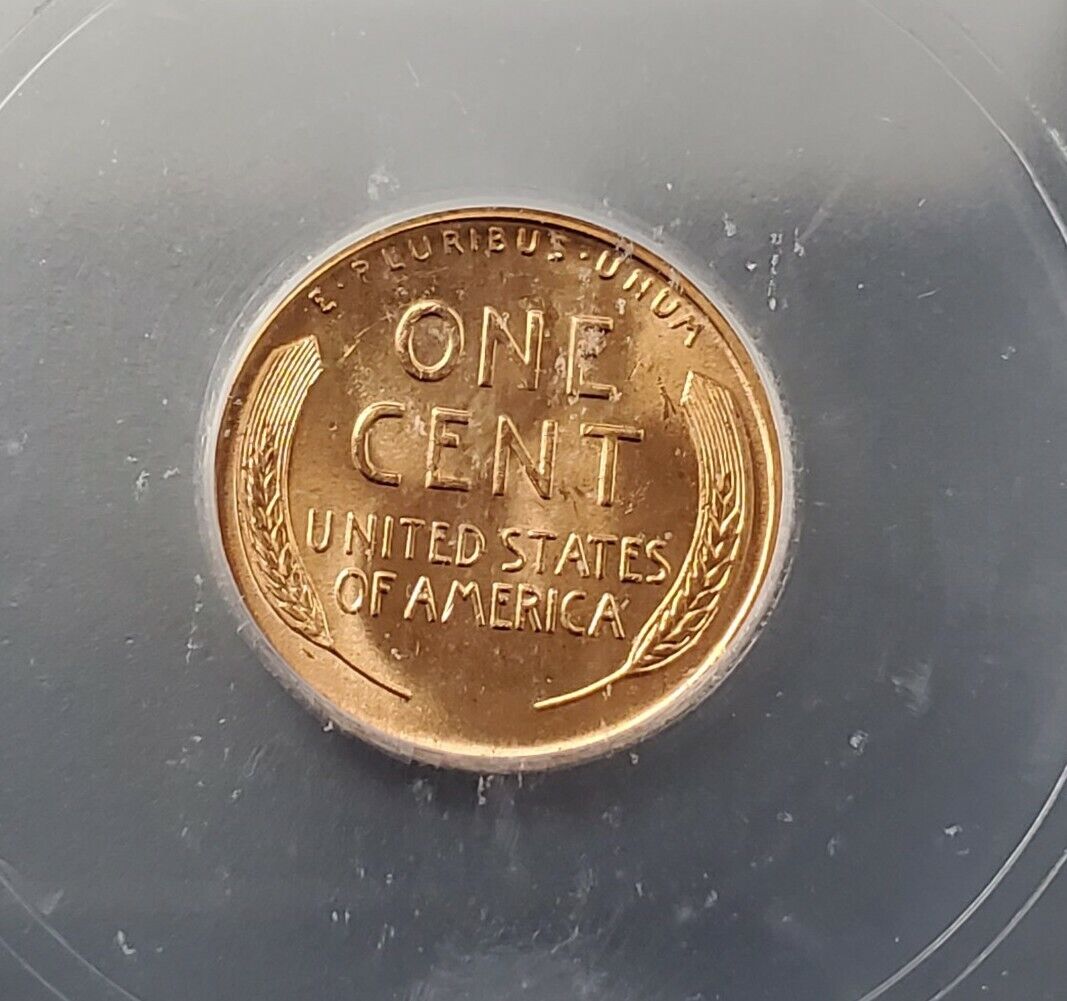 E · PLURIBUS · UNUM
ONE
CENT
UNITED STATES
OF AMERICA